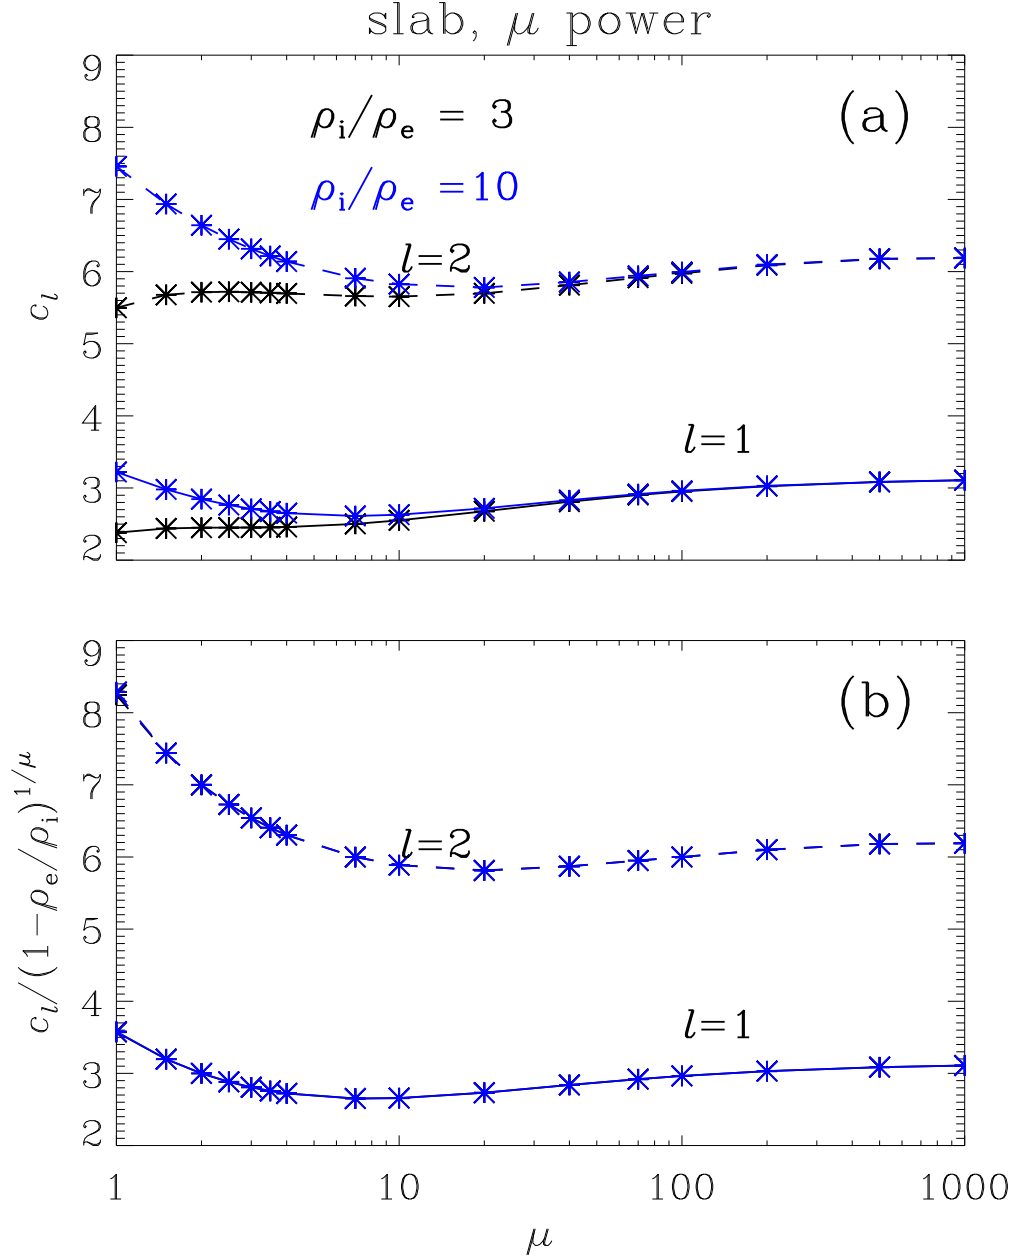 slab, μ power
9
8
7
6
5
4
3
2
c_l
(a)
ρ_i/ρ_e = 3
ρ_i/ρ_e =10
l=2
l=1
9
8
7
6
5
4
3
2
c_l/(1−ρ_e/ρ_i)^{1/μ}
(b)
l=2
l=1
1 10 100 1000
μ